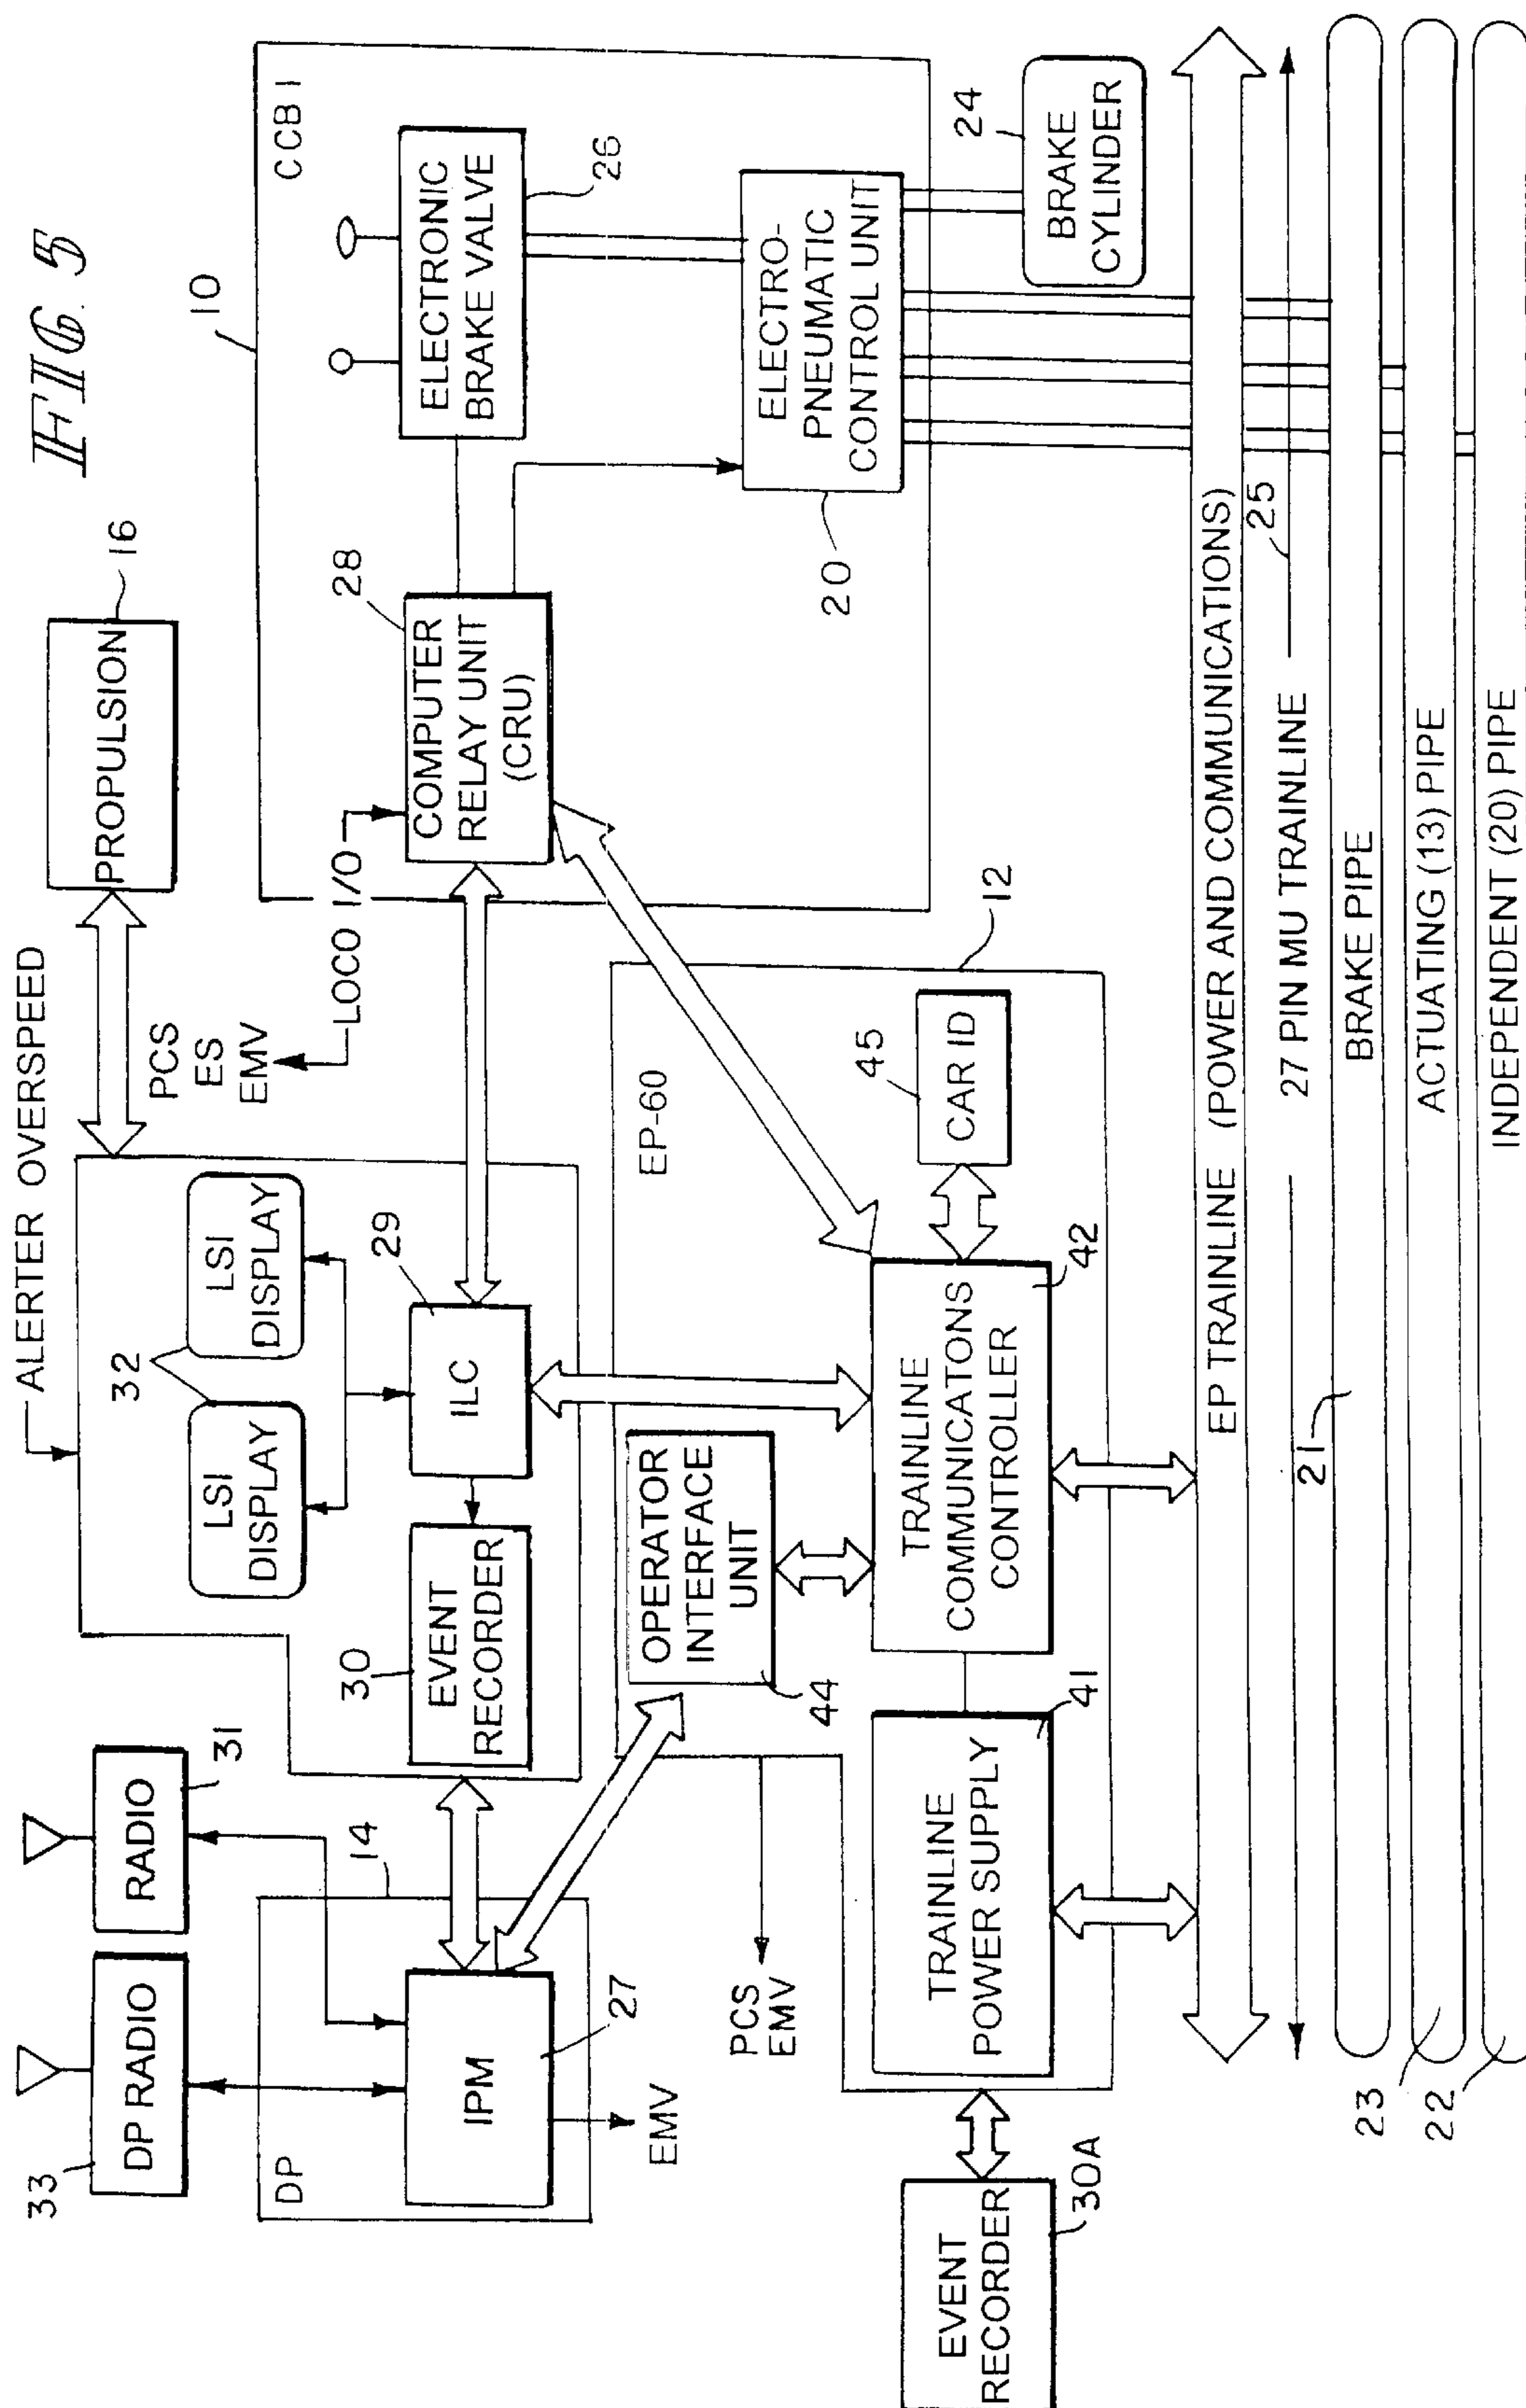 FIG. 5
ALERTER OVERSPEED
33
DP RADIO
RADIO
31
PROPULSION
16
10
CCB I
32
LSI
DISPLAY
LSI
DISPLAY
PCS
ES
EMV
LOCO I/O
14
DP
IPM
27
EMV
30
EVENT
RECORDER
ILC
29
28
COMPUTER
RELAY UNIT
(CRU)
ELECTRONIC
BRAKE VALVE
26
ELECTRO-
PNEUMATIC
CONTROL UNIT
20
24
BRAKE
CYLINDER
EP-60
12
OPERATOR
INTERFACE
UNIT
44
45
CAR ID
PCS
EMV
TRAINLINE
POWER SUPPLY
41
TRAINLINE
COMMUNICATONS
CONTROLLER
42
EVENT
RECORDER
30A
EP TRAINLINE (POWER AND COMMUNICATIONS)
27 PIN MU TRAINLINE
25
21
BRAKE PIPE
23
ACTUATING (13) PIPE
22
INDEPENDENT (20) PIPE